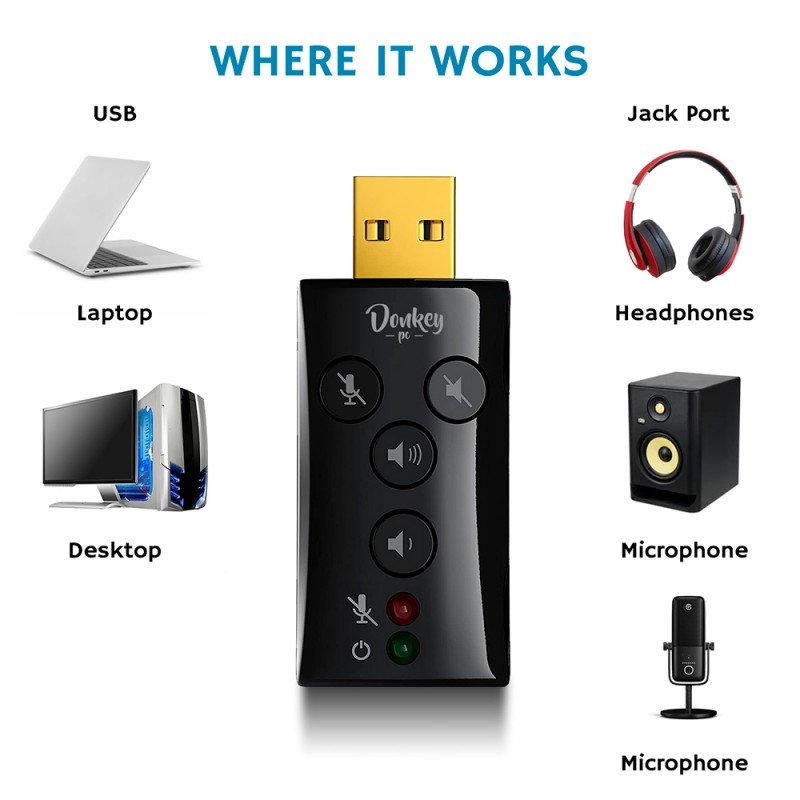 WHERE IT WORKS
USB
Jack Port
Laptop
Headphones
Donkey
pc
Desktop
Microphone
Microphone